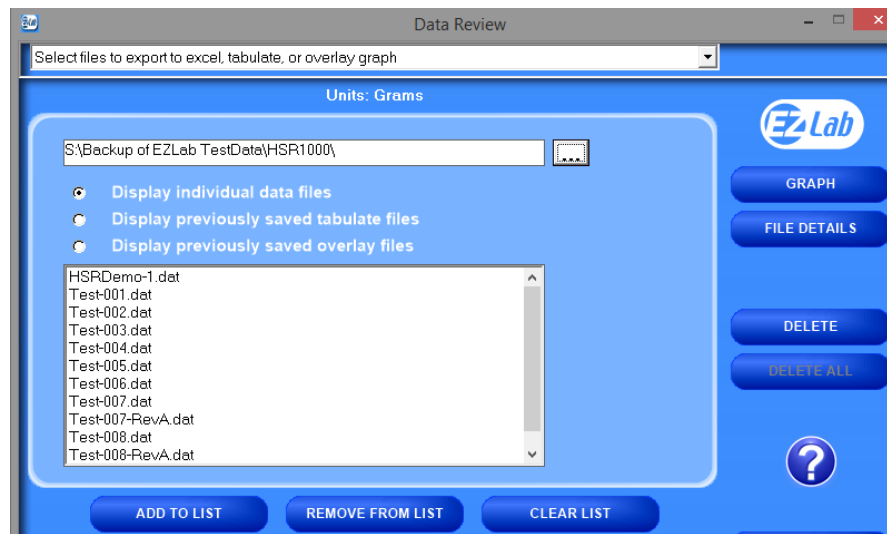 Data Review
Select files to export to excel, tabulate, or overlay graph
Units: Grams
EZ Lab
S:\Backup of EZLab TestData\HSR1000\
...
GRAPH
Display individual data files
Display previously saved tabulate files
FILE DETAILS
Display previously saved overlay files
HSRDemo-1.dat
Test-001.dat
Test-002.dat
Test-003.dat
Test-004.dat
Test-005.dat
Test-006.dat
Test-007.dat
Test-007-RevA.dat
Test-008.dat
Test-008-RevA.dat
DELETE
DELETE ALL
?
ADD TO LIST
REMOVE FROM LIST
CLEAR LIST